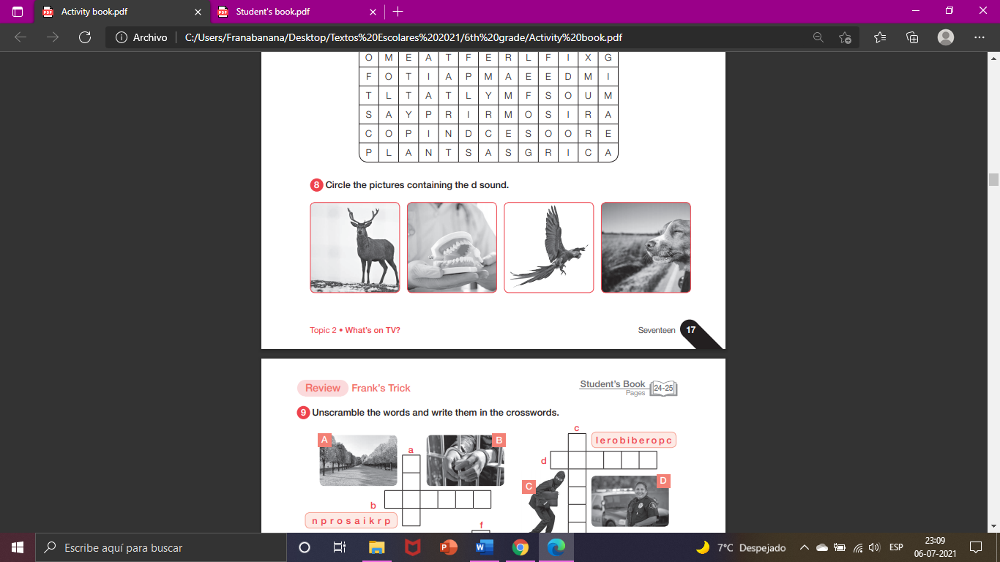 Activity book.pdf
Student's book.pdf
Archivo
C:/Users/Franabanana/Desktop/Textos%20Escolares%202021/6th%20grade/Activity%20book.pdf
O M E A T F E R L F I X G
F O T I A P M A E E D M I
T L T A T L Y M F S O U M
S A Y P R I R M O S I R A
C O P I N D C E S O O R E
P L A N T S A S G R I C A
8 Circle the pictures containing the d sound.
Topic 2 • What's on TV?
Seventeen 17
Review Frank's Trick
Student's Book
Pages
24-25
9 Unscramble the words and write them in the crosswords.
A
a
B
c
lerobiberopc
d
C
D
b
nprosaikrp
f
Escribe aquí para buscar
7°C Despejado
ESP
23:09
06-07-2021